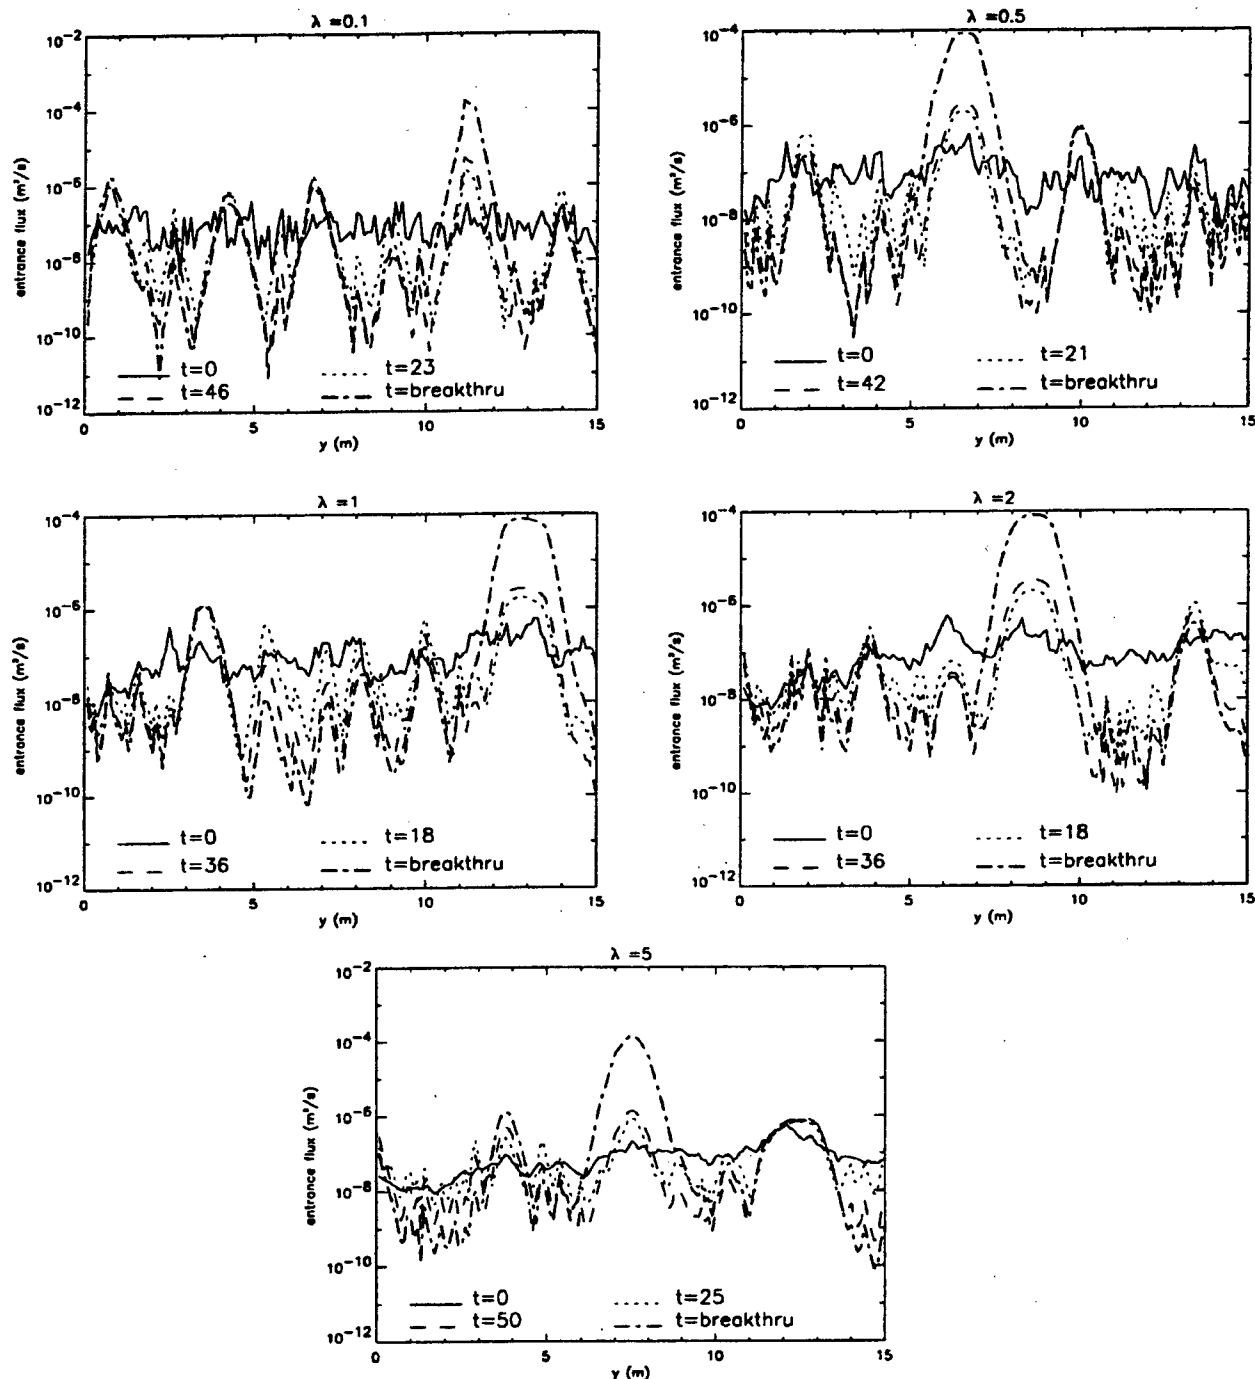 λ =0.1
10⁻²
10⁻⁴
10⁻⁶
10⁻⁸
10⁻¹⁰
10⁻¹²
entrance flux (m³/s)
t=0
t=23
t=46
t=breakthru
0
5
10
15
y (m)
λ =0.5
10⁻⁴
10⁻⁶
10⁻⁸
10⁻¹⁰
10⁻¹²
entrance flux (m³/s)
t=0
t=21
t=42
t=breakthru
0
5
10
15
y (m)
λ =1
10⁻⁴
10⁻⁶
10⁻⁸
10⁻¹⁰
10⁻¹²
entrance flux (m³/s)
t=0
t=18
t=36
t=breakthru
0
5
10
15
y (m)
λ =2
10⁻⁴
10⁻⁶
10⁻⁸
10⁻¹⁰
10⁻¹²
entrance flux (m³/s)
t=0
t=18
t=36
t=breakthru
0
5
10
15
y (m)
λ =5
10⁻²
10⁻⁴
10⁻⁶
10⁻⁸
10⁻¹⁰
10⁻¹²
entrance flux (m³/s)
t=0
t=25
t=50
t=breakthru
0
5
10
15
y (m)